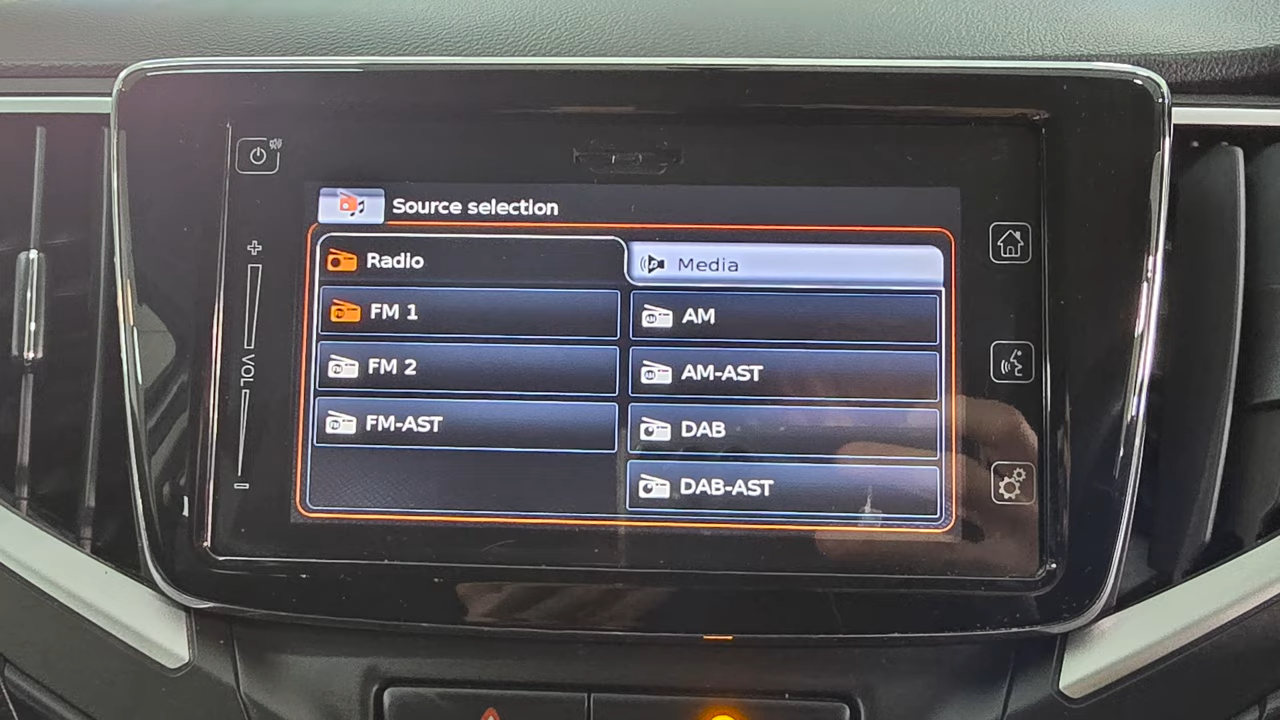 Source selection
Radio
Media
FM 1
AM
FM 2
AM-AST
FM-AST
DAB
DAB-AST
VOL